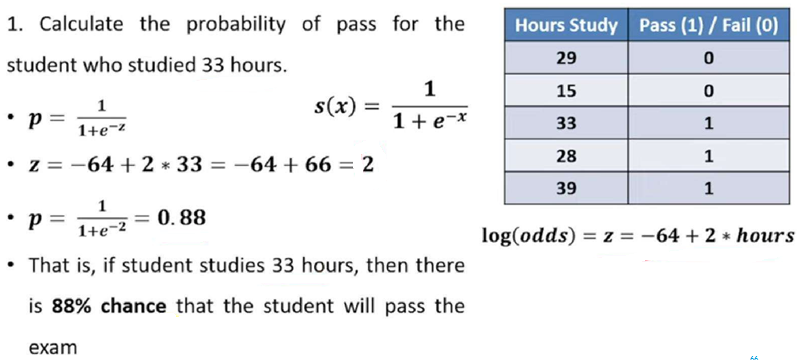 1. Calculate the probability of pass for the
student who studied 33 hours.
• p = 1/(1+e^−z)
s(x) = 1/(1 + e^−x)
• z = −64 + 2 ∗ 33 = −64 + 66 = 2
• p = 1/(1+e^−2) = 0.88
• That is, if student studies 33 hours, then there
is 88% chance that the student will pass the
exam
Hours Study Pass (1) / Fail (0)
29 0
15 0
33 1
28 1
39 1
log(odds) = z = −64 + 2 ∗ hours
“